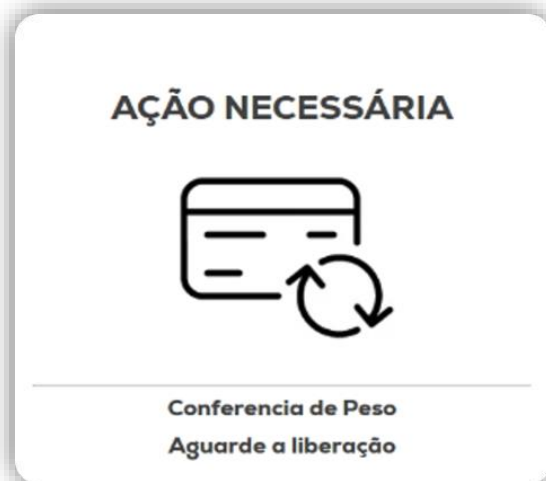 AÇÃO NECESSÁRIA
Conferencia de Peso
Aguarde a liberação